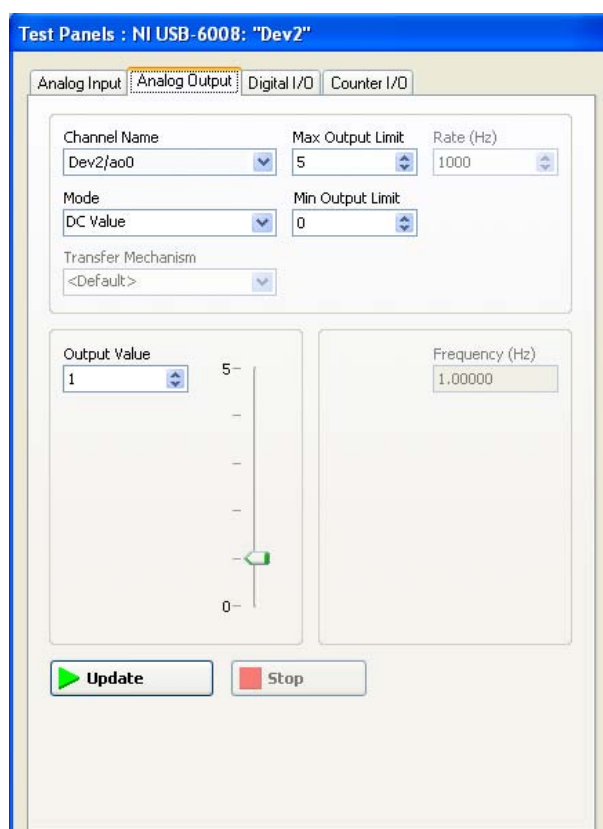 Test Panels : NI USB-6008: "Dev2"
Analog Input Analog Output Digital I/O Counter I/O
Channel Name Max Output Limit Rate (Hz)
Dev2/ao0 5 1000
Mode Min Output Limit
DC Value 0
Transfer Mechanism
<Default>
Output Value Frequency (Hz)
1 5 1.00000
0
Update Stop